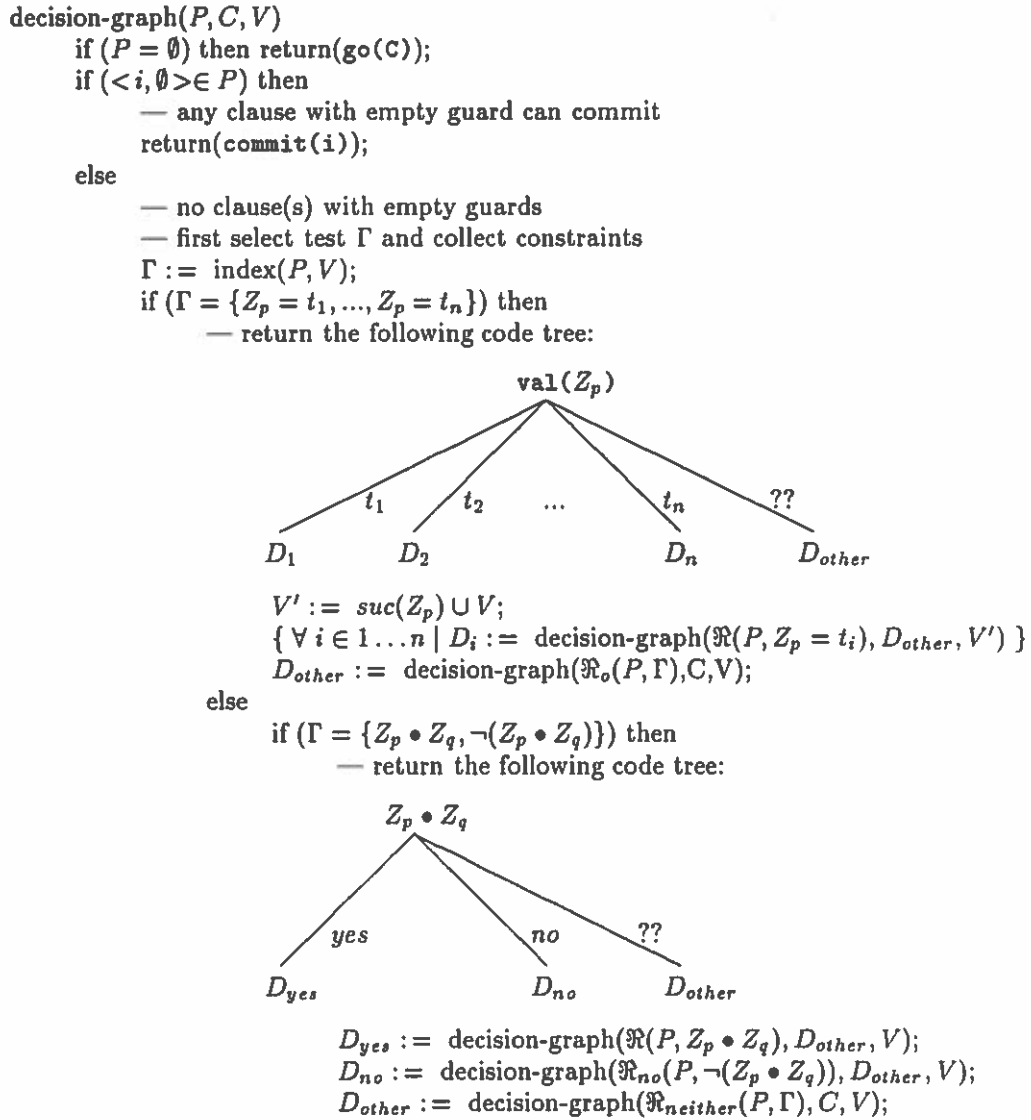 decision-graph(P, C, V)
if (P = ∅) then return(go(C));
if (<i, ∅>∈ P) then
— any clause with empty guard can commit
return(commit(i));
else
— no clause(s) with empty guards
— first select test Γ and collect constraints
Γ := index(P, V);
if (Γ = {Z_p = t_1, ..., Z_p = t_n}) then
— return the following code tree:
val(Z_p)
t_1 t_2 ... t_n ??
D_1 D_2 D_n D_other
V' := suc(Z_p) ∪ V;
{ ∀ i ∈ 1...n | D_i := decision-graph(ℜ(P, Z_p = t_i), D_other, V') }
D_other := decision-graph(ℜ_o(P, Γ),C,V);
else
if (Γ = {Z_p • Z_q, ¬(Z_p • Z_q)}) then
— return the following code tree:
Z_p • Z_q
yes no ??
D_yes D_no D_other
D_yes := decision-graph(ℜ(P, Z_p • Z_q), D_other, V);
D_no := decision-graph(ℜ_no(P, ¬(Z_p • Z_q)), D_other, V);
D_other := decision-graph(ℜ_neither(P, Γ), C, V);